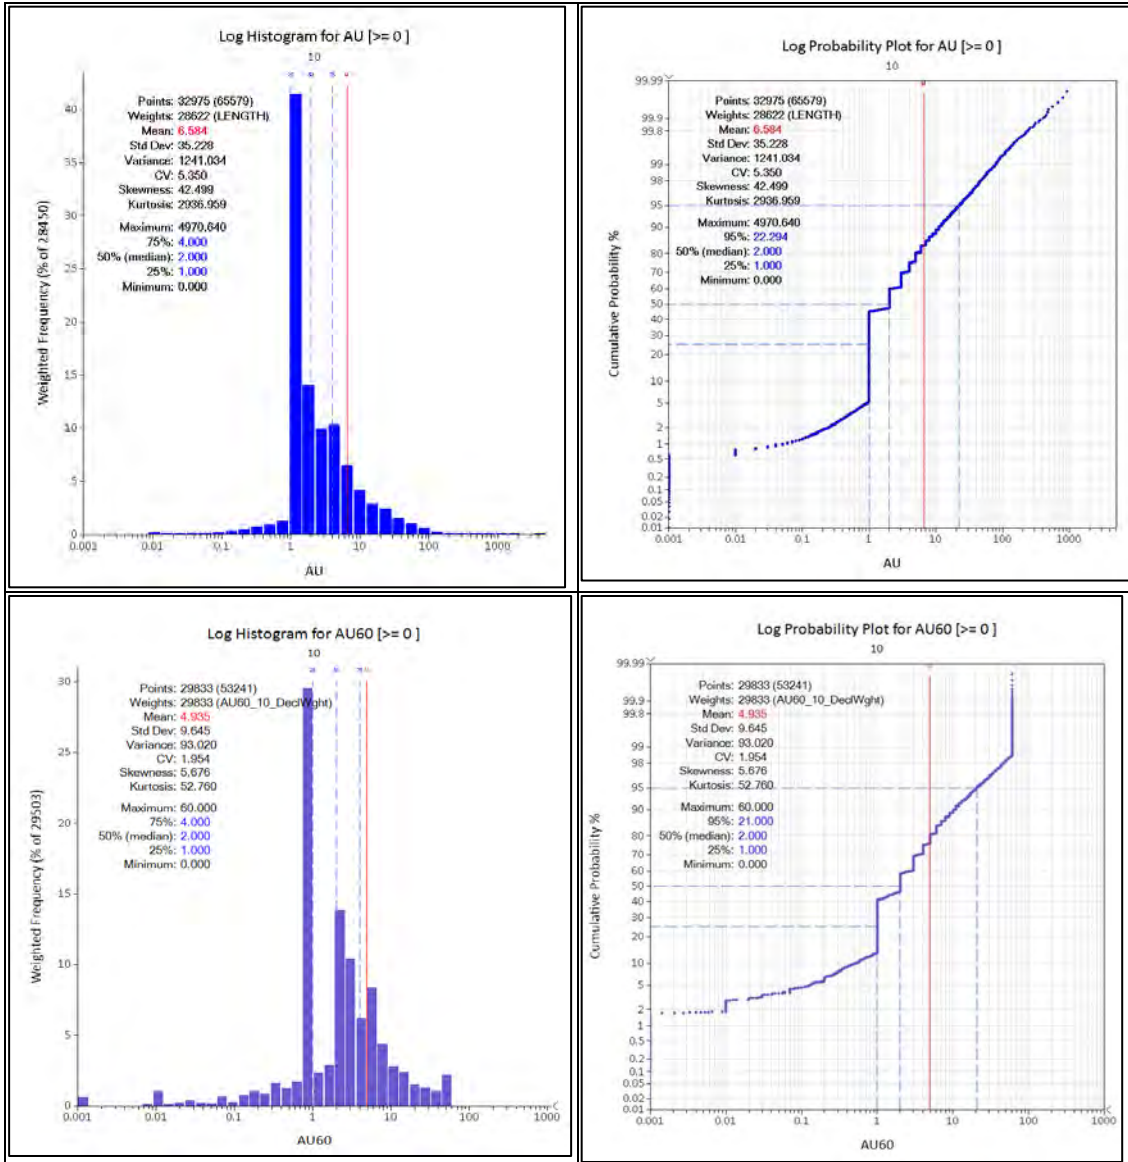 Log Histogram for AU [>= 0 ]
10
Points: 32975 (65579)
Weights: 28622 (LENGTH)
Mean: 6.584
Std Dev: 35.228
Variance: 1241.034
CV: 5.350
Skewness: 42.499
Kurtosis: 2936.959
Maximum: 4970.640
75%: 4.000
50% (median): 2.000
25%: 1.000
Minimum: 0.000
Weighted Frequency (% of 28450)
40
35
30
25
20
15
10
5
0
0.001 0.01 0.1 1 10 100 1000
AU
Log Probability Plot for AU [>= 0 ]
10
Points: 32975 (65579)
Weights: 28622 (LENGTH)
Mean: 6.584
Std Dev: 35.228
Variance: 1241.034
CV: 5.350
Skewness: 42.499
Kurtosis: 2936.959
Maximum: 4970.640
95%: 22.294
50% (median): 2.000
25%: 1.000
Minimum: 0.000
Cumulative Probability %
99.99
99.9
99.8
99
98
95
90
80
70
60
50
40
30
20
10
5
2
1
0.5
0.2
0.1
0.05
0.02
0.01
0.001 0.01 0.1 1 10 100 1000
AU
Log Histogram for AU60 [>= 0 ]
10
Points: 29833 (53241)
Weights: 29833 (AU60_10_DeclWght)
Mean: 4.935
Std Dev: 9.645
Variance: 93.020
CV: 1.954
Skewness: 5.676
Kurtosis: 52.760
Maximum: 60.000
75%: 4.000
50% (median): 2.000
25%: 1.000
Minimum: 0.000
Weighted Frequency (% of 29503)
30
25
20
15
10
5
0
0.001 0.01 0.1 1 10 100 1000
AU60
Log Probability Plot for AU60 [>= 0 ]
10
Points: 29833 (53241)
Weights: 29833 (AU60_10_DeclWght)
Mean: 4.935
Std Dev: 9.645
Variance: 93.020
CV: 1.954
Skewness: 5.676
Kurtosis: 52.760
Maximum: 60.000
95%: 21.000
50% (median): 2.000
25%: 1.000
Minimum: 0.000
Cumulative Probability %
99.99
99.9
99.8
99
98
95
90
80
70
60
50
40
30
20
10
5
2
1
0.5
0.2
0.1
0.05
0.02
0.01
0.001 0.01 0.1 1 10 100 1000
AU60